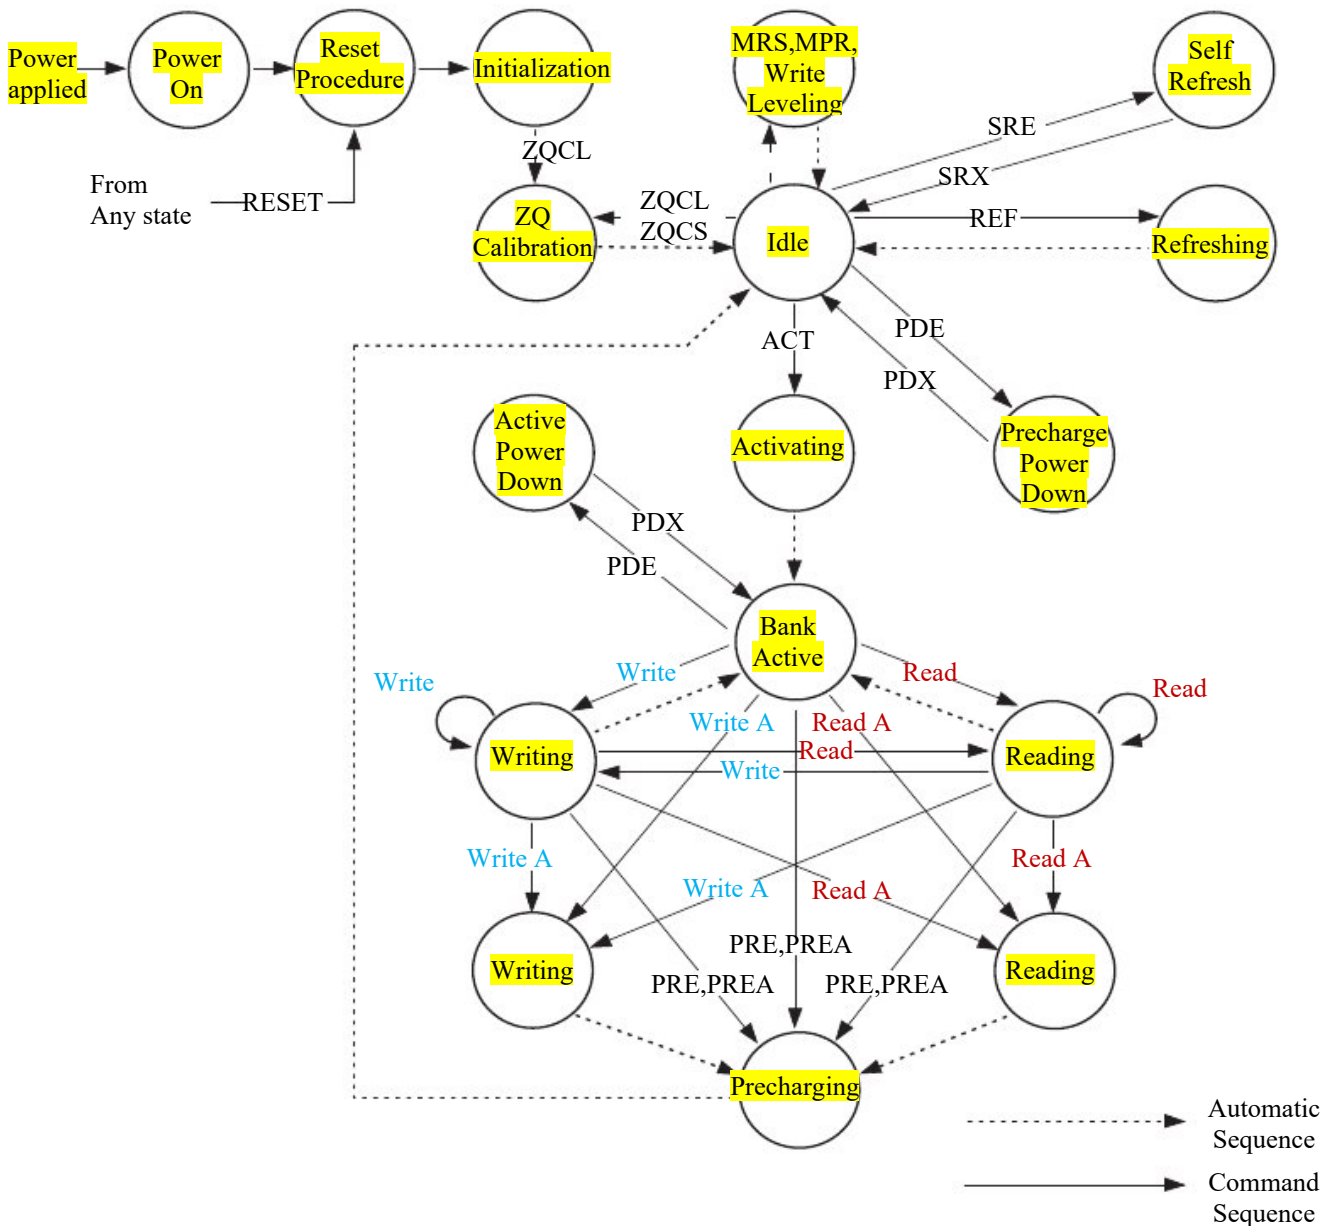 Power
applied
Power
On
Reset
Procedure
Initialization
MRS,MPR,
Write
Leveling
Self
Refresh
From
Any state
RESET
ZQCL
ZQ
Calibration
ZQCL
ZQCS
Idle
SRE
SRX
REF
Refreshing
ACT
PDE
PDX
Active
Power
Down
Activating
Precharge
Power
Down
PDX
PDE
Bank
Active
Write
Write
Read
Read
Write A
Read A
Writing
Read
Write
Reading
Write A
Read A
Write A
Read A
Writing
PRE,PREA
PRE,PREA
PRE,PREA
Reading
Precharging
Automatic
Sequence
Command
Sequence